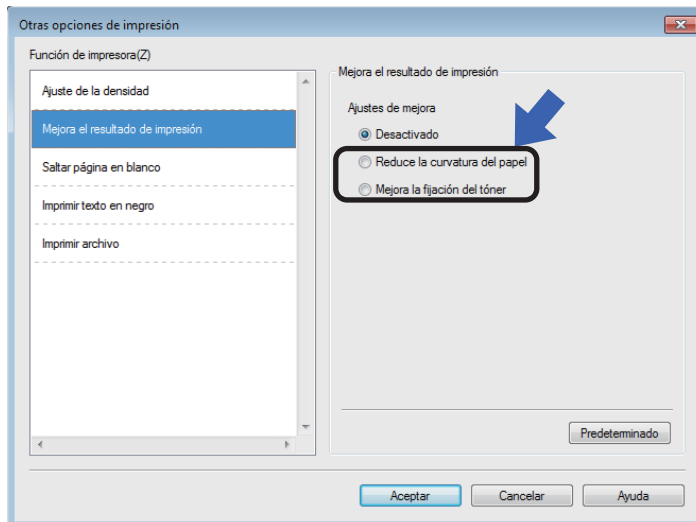 Otras opciones de impresión
Función de impresora(Z)
Ajuste de la densidad
Mejora el resultado de impresión
Saltar página en blanco
Imprimir texto en negro
Imprimir archivo
Mejora el resultado de impresión
Ajustes de mejora
Desactivado
Reduce la curvatura del papel
Mejora la fijación del tóner
Predeterminado
Aceptar
Cancelar
Ayuda